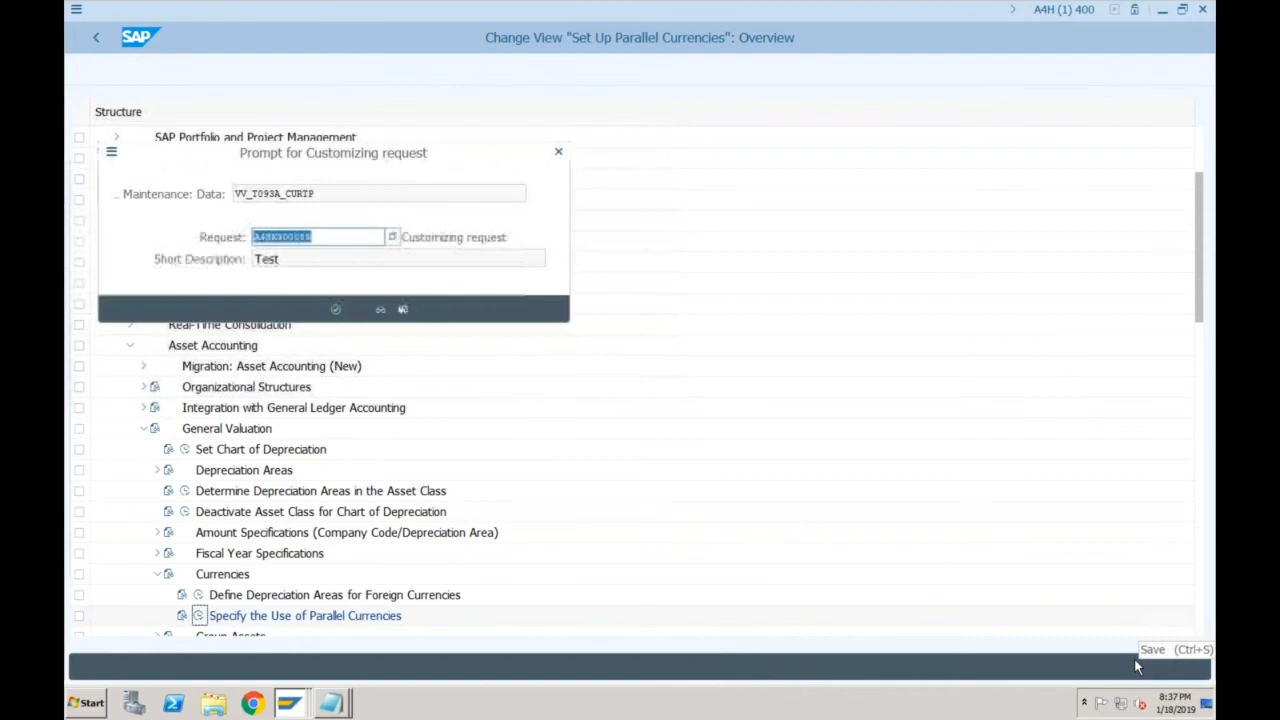 A4H (1) 400
SAP
Change View "Set Up Parallel Currencies": Overview
Structure
SAP Portfolio and Project Management
Prompt for Customizing request
... Maintenance: Data: VV_T093A_CURTP
Request: Customizing request
Short Description: Test
Real-Time Consolidation
Asset Accounting
Migration: Asset Accounting (New)
Organizational Structures
Integration with General Ledger Accounting
General Valuation
Set Chart of Depreciation
Depreciation Areas
Determine Depreciation Areas in the Asset Class
Deactivate Asset Class for Chart of Depreciation
Amount Specifications (Company Code/Depreciation Area)
Fiscal Year Specifications
Currencies
Define Depreciation Areas for Foreign Currencies
Specify the Use of Parallel Currencies
Group Assets
Save (Ctrl+S)
Start
8:37 PM
1/18/2019